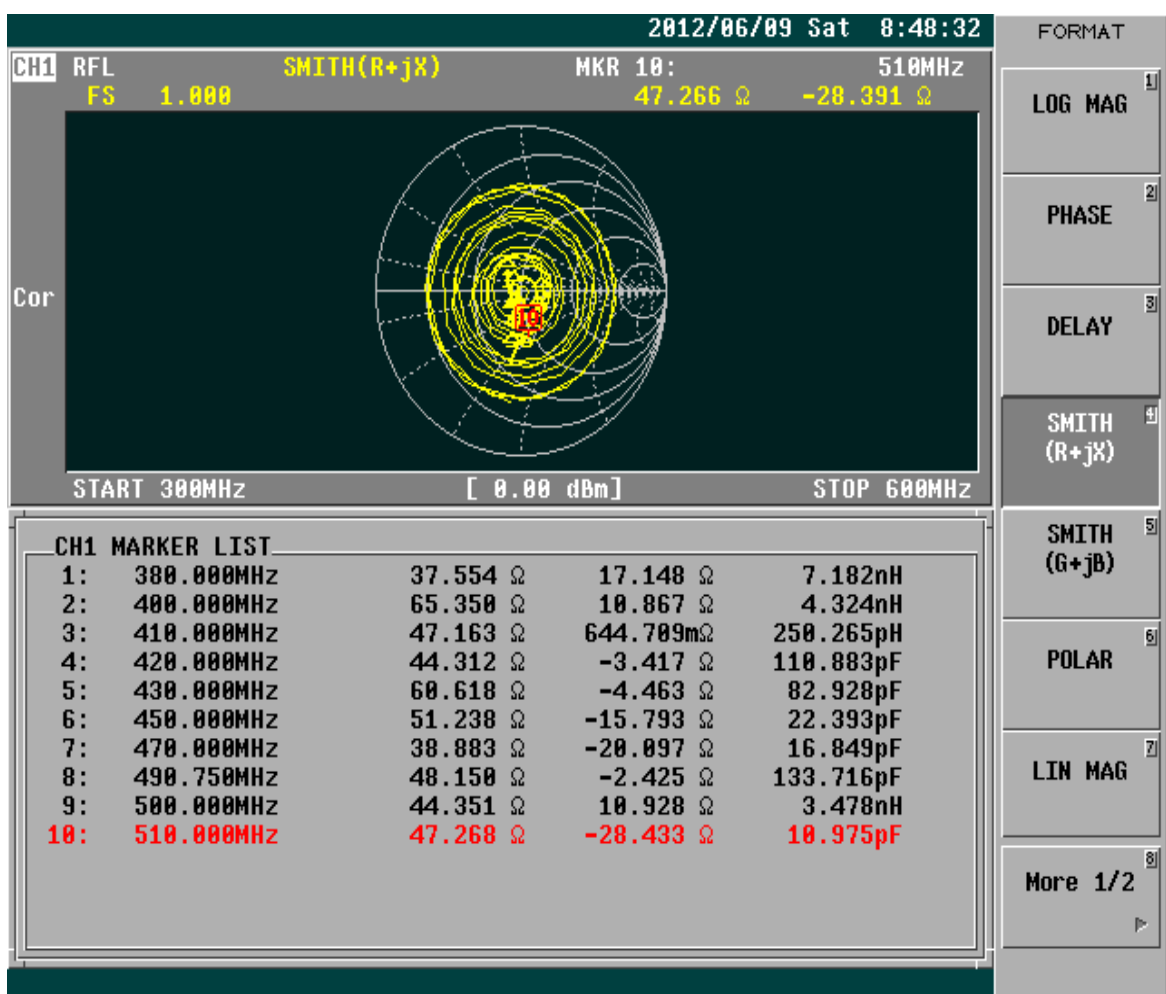 2012/06/09 Sat 8:48:32
CH1 RFL SMITH(R+jX) MKR 10: 510MHz
FS 1.000 47.266 Ω -28.391 Ω
Cor
10
START 300MHz [ 0.00 dBm] STOP 600MHz
CH1 MARKER LIST
1: 380.000MHz 37.554 Ω 17.148 Ω 7.182nH
2: 400.000MHz 65.350 Ω 10.867 Ω 4.324nH
3: 410.000MHz 47.163 Ω 644.709mΩ 250.265pH
4: 420.000MHz 44.312 Ω -3.417 Ω 110.883pF
5: 430.000MHz 60.618 Ω -4.463 Ω 82.928pF
6: 450.000MHz 51.238 Ω -15.793 Ω 22.393pF
7: 470.000MHz 38.883 Ω -20.097 Ω 16.849pF
8: 490.750MHz 48.150 Ω -2.425 Ω 133.716pF
9: 500.000MHz 44.351 Ω 10.928 Ω 3.478nH
10: 510.000MHz 47.268 Ω -28.433 Ω 10.975pF
FORMAT
1
LOG MAG
2
PHASE
3
DELAY
4
SMITH
(R+jX)
5
SMITH
(G+jB)
6
POLAR
7
LIN MAG
8
More 1/2